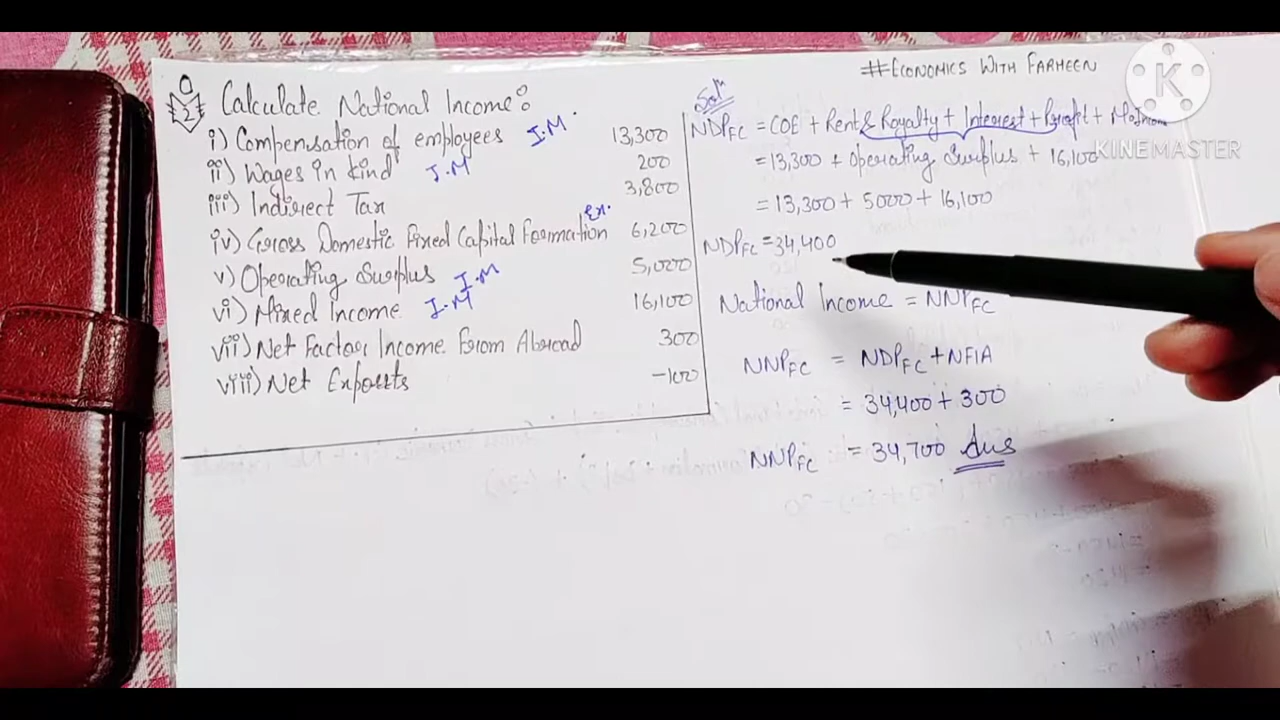 #ECONOMICS WITH FARHEEN
K
KINEMASTER
Q2 Calculate National Income:
i) Compensation of employees I.M. 13,300
ii) Wages in kind I.M 200
iii) Indirect Tax 3,800
iv) Gross Domestic Fixed Capital Formation Ex. 6,200
v) Operating Surplus I.M 5,000
vi) Mixed Income I.M 16,100
vii) Net Factor Income From Abroad 300
viii) Net Exports -100
Solⁿ
NDPFC = COE + Rent & Royalty + Interest + Profit + M.Income
= 13,300 + Operating Surplus + 16,100
= 13,300 + 5000 + 16,100
NDPFC = 34,400
National Income = NNPFC
NNPFC = NDPFC + NFIA
= 34,400 + 300
NNPFC = 34,700 Ans